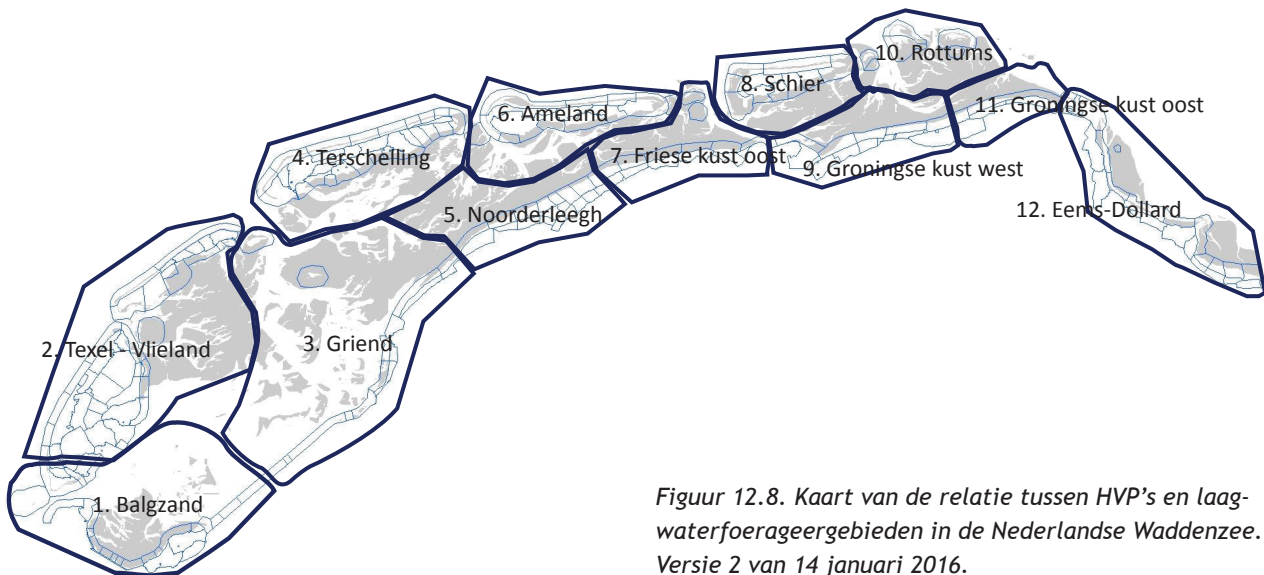 10. Rottums
8. Schier
11. Groningse kust oost
6. Ameland
4. Terschelling
7. Friese kust oost
9. Groningse kust west
5. Noorderleegh
12. Eems-Dollard
3. Griend
2. Texel - Vlieland
1. Balgzand
Figuur 12.8. Kaart van de relatie tussen HVP’s en laag-
waterfoerageergebieden in de Nederlandse Waddenzee.
Versie 2 van 14 januari 2016.